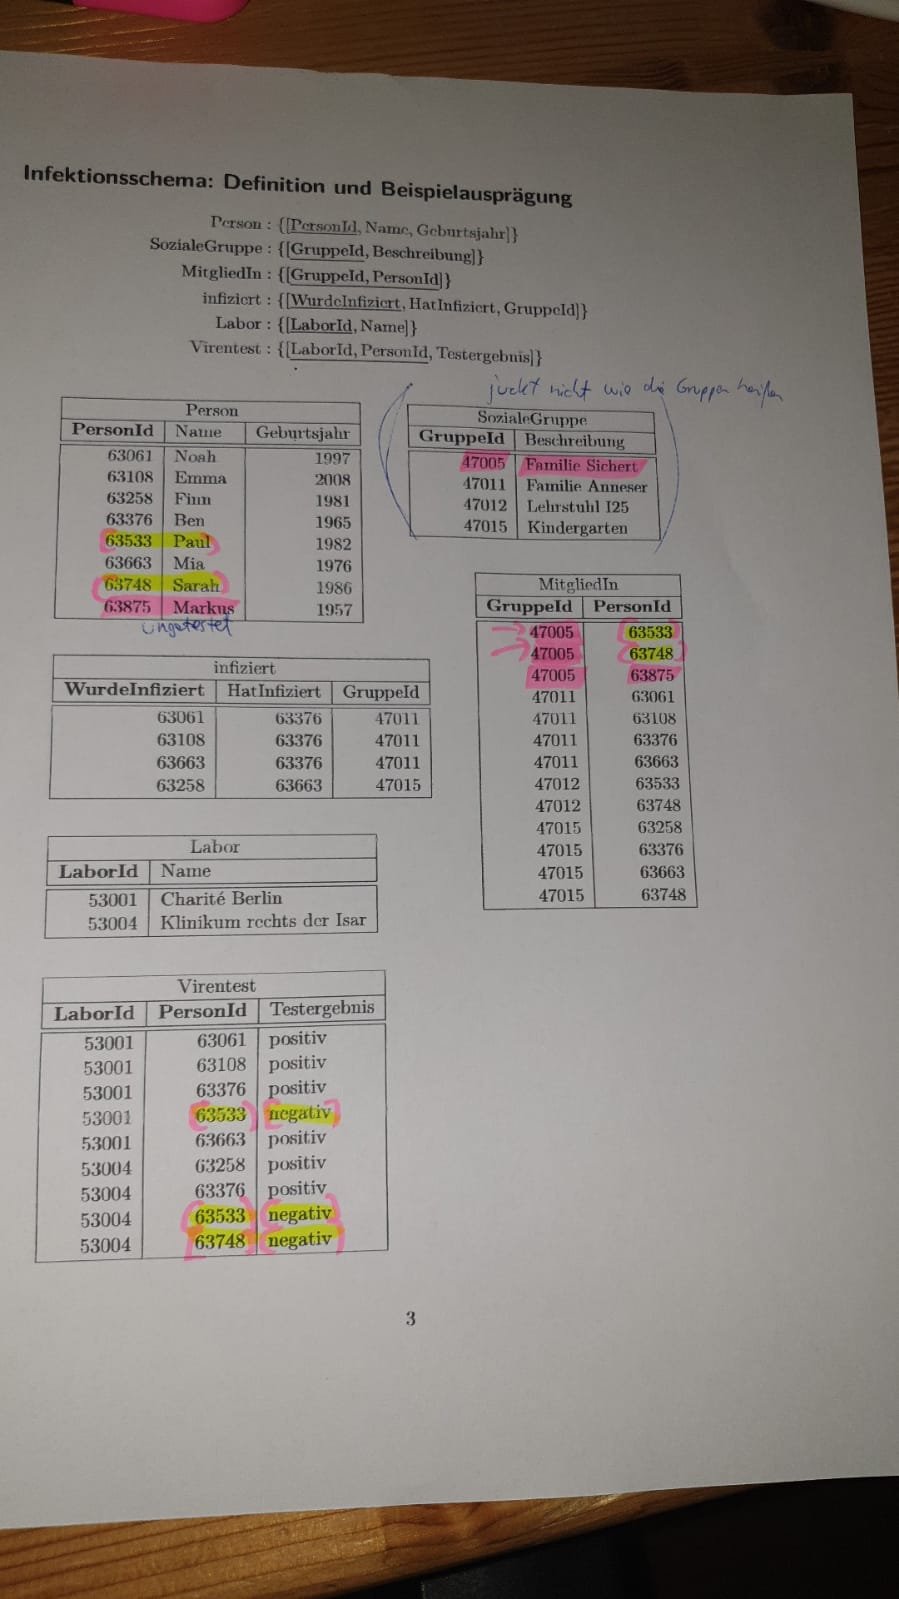 Infektionsschema: Definition und Beispielausprägung
Person : {[PersonId, Name, Geburtsjahr]}
SozialeGruppe : {[GruppeId, Beschreibung]}
MitgliedIn : {[GruppeId, PersonId]}
infiziert : {[WurdeInfiziert, HatInfiziert, GruppeId]}
Labor : {[LaborId, Name]}
Virentest : {[LaborId, PersonId, Testergebnis]}
juckt nicht wie die Gruppen heißen
Person
PersonId Name Geburtsjahr
63061 Noah 1997
63108 Emma 2008
63258 Finn 1981
63376 Ben 1965
63533 Paul 1982
63663 Mia 1976
63748 Sarah 1986
63875 Markus 1957
ungetestet
SozialeGruppe
GruppeId Beschreibung
47005 Familie Sichert
47011 Familie Anneser
47012 Lehrstuhl I25
47015 Kindergarten
MitgliedIn
GruppeId PersonId
47005 63533
47005 63748
47005 63875
47011 63061
47011 63108
47011 63376
47011 63663
47012 63533
47012 63748
47015 63258
47015 63376
47015 63663
47015 63748
infiziert
WurdeInfiziert HatInfiziert GruppeId
63061 63376 47011
63108 63376 47011
63663 63376 47011
63258 63663 47015
Labor
LaborId Name
53001 Charité Berlin
53004 Klinikum rechts der Isar
Virentest
LaborId PersonId Testergebnis
53001 63061 positiv
53001 63108 positiv
53001 63376 positiv
53001 63533 negativ
53001 63663 positiv
53004 63258 positiv
53004 63376 positiv
53004 63533 negativ
53004 63748 negativ
3